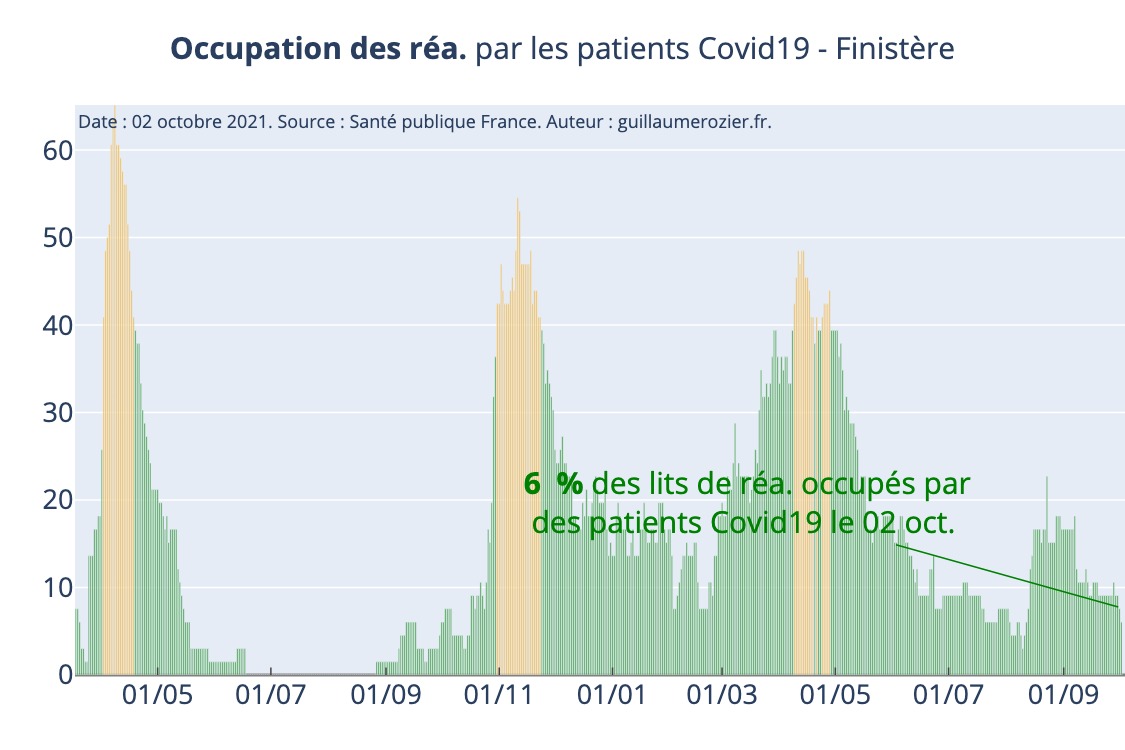 Occupation des réa. par les patients Covid19 - Finistère
Date : 02 octobre 2021. Source : Santé publique France. Auteur : guillaumerozier.fr.
60
50
40
30
20
10
0
6 % des lits de réa. occupés par
des patients Covid19 le 02 oct.
01/05 01/07 01/09 01/11 01/01 01/03 01/05 01/07 01/09